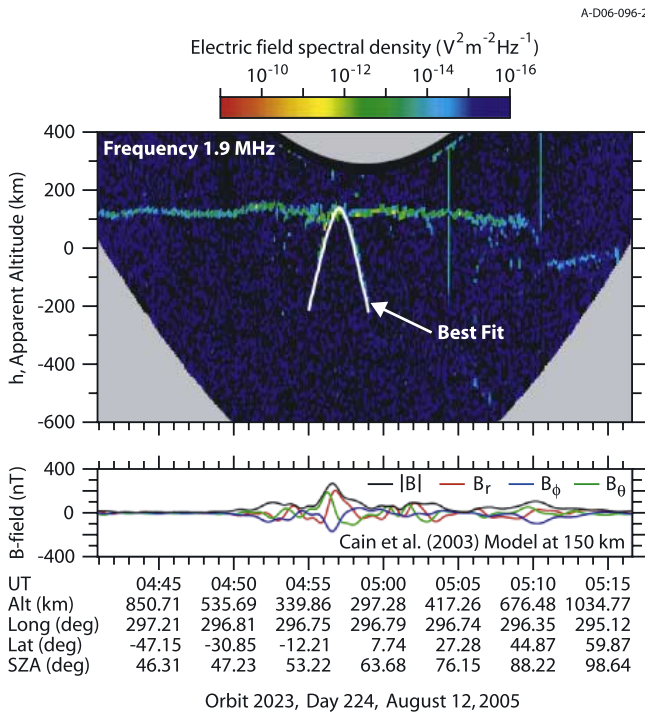 A-D06-096-2
Electric field spectral density (V²m⁻²Hz⁻¹)
10⁻¹⁰ 10⁻¹² 10⁻¹⁴ 10⁻¹⁶
Frequency 1.9 MHz
h, Apparent Altitude (km)
400
200
0
-200
-400
-600
Best Fit
B-field (nT)
400
0
-400
|B| Bᵣ B_ϕ B_θ
Cain et al. (2003) Model at 150 km
UT 04:45 04:50 04:55 05:00 05:05 05:10 05:15
Alt (km) 850.71 535.69 339.86 297.28 417.26 676.48 1034.77
Long (deg) 297.21 296.81 296.75 296.79 296.74 296.35 295.12
Lat (deg) -47.15 -30.85 -12.21 7.74 27.28 44.87 59.87
SZA (deg) 46.31 47.23 53.22 63.68 76.15 88.22 98.64
Orbit 2023, Day 224, August 12, 2005